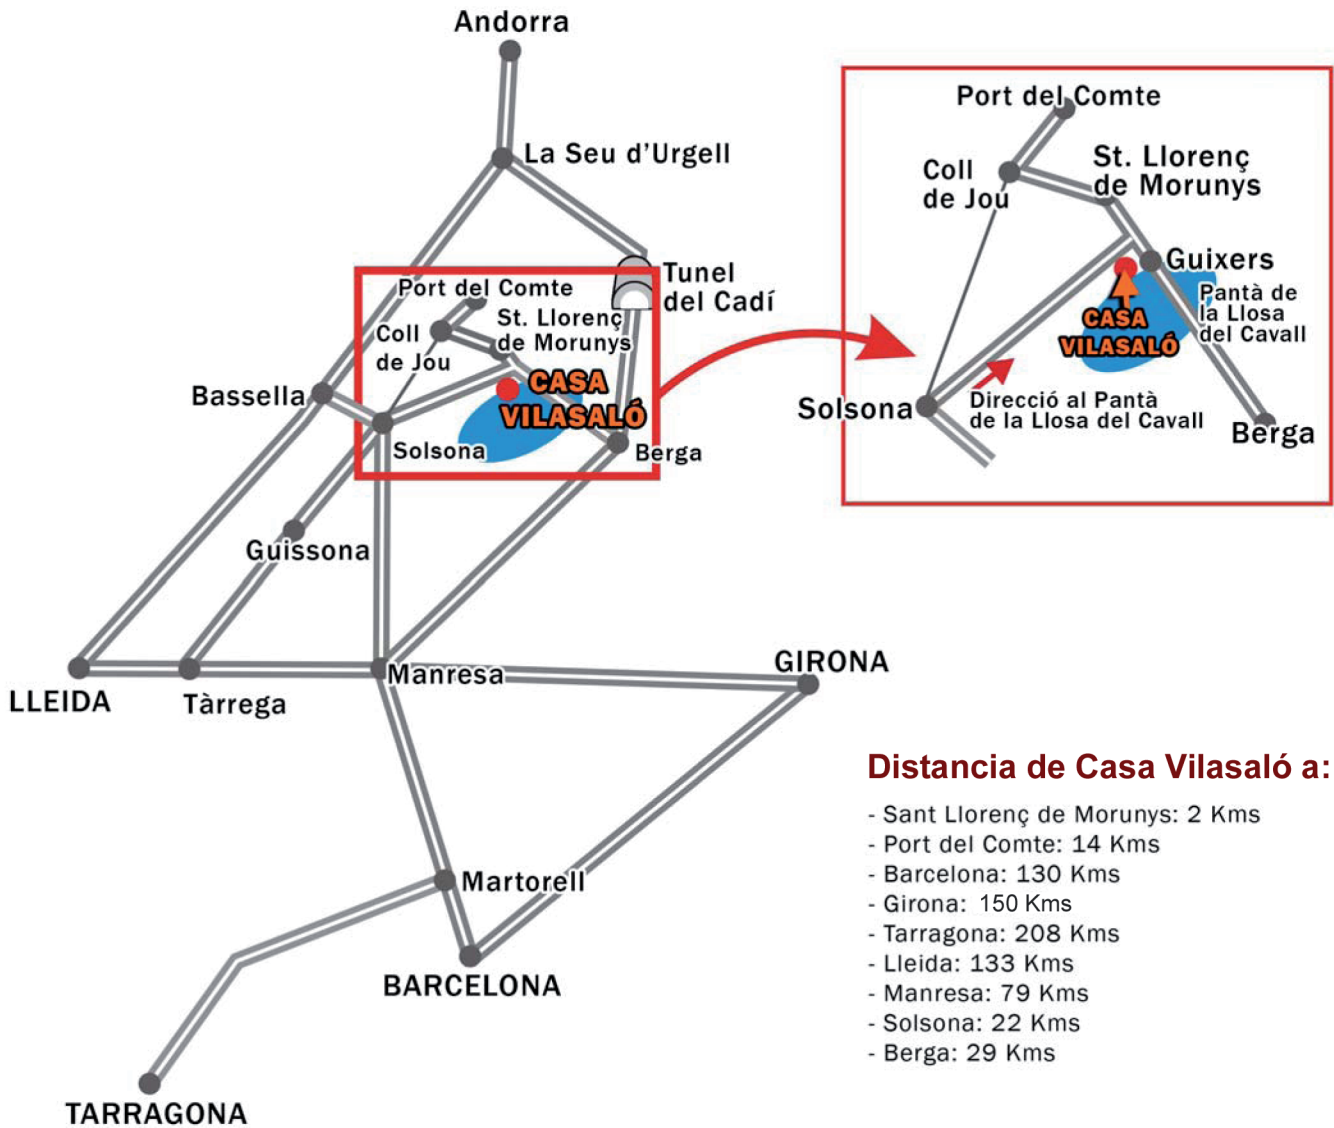 Andorra
La Seu d'Urgell
Tunel
del Cadí
Port del Comte
St. Llorenç
de Morunys
Coll
de Jou
CASA
VILASALÓ
Bassella
Solsona
Berga
Guissona
LLEIDA
Tàrrega
Manresa
GIRONA
Martorell
BARCELONA
TARRAGONA
Port del Comte
Coll
de Jou
St. Llorenç
de Morunys
Guixers
Pantà de
la Llosa
del Cavall
CASA
VILASALÓ
Solsona
Direcció al Pantà
de la Llosa del Cavall
Berga
Distancia de Casa Vilasaló a:
- Sant Llorenç de Morunys: 2 Kms
- Port del Comte: 14 Kms
- Barcelona: 130 Kms
- Girona: 150 Kms
- Tarragona: 208 Kms
- Lleida: 133 Kms
- Manresa: 79 Kms
- Solsona: 22 Kms
- Berga: 29 Kms